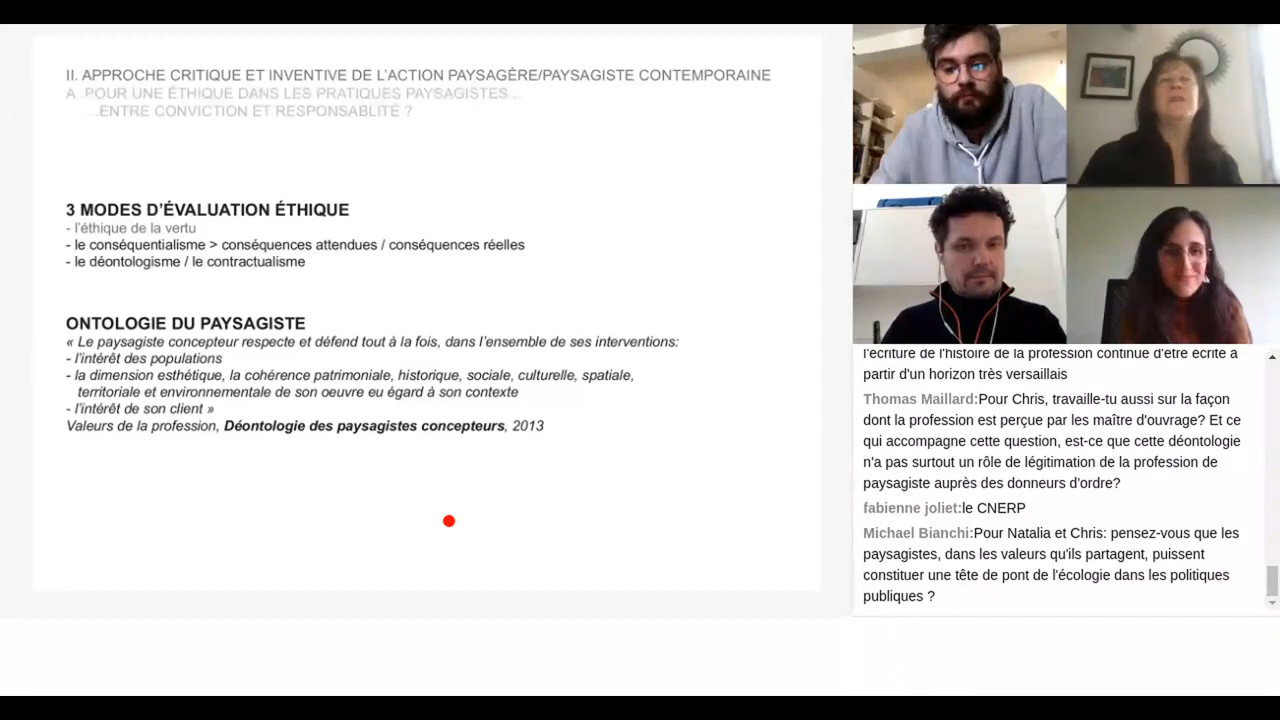 II. APPROCHE CRITIQUE ET INVENTIVE DE L'ACTION PAYSAGÈRE/PAYSAGISTE CONTEMPORAINE
A. POUR UNE ÉTHIQUE DANS LES PRATIQUES PAYSAGISTES...
...ENTRE CONVICTION ET RESPONSABLITÉ ?
3 MODES D'ÉVALUATION ÉTHIQUE
- l'éthique de la vertu
- le conséquentialisme > conséquences attendues / conséquences réelles
- le déontologisme / le contractualisme
ONTOLOGIE DU PAYSAGISTE
« Le paysagiste concepteur respecte et défend tout à la fois, dans l'ensemble de ses interventions:
- l'intérêt des populations
- la dimension esthétique, la cohérence patrimoniale, historique, sociale, culturelle, spatiale,
territoriale et environnementale de son oeuvre eu égard à son contexte
- l'intérêt de son client »
Valeurs de la profession, Déontologie des paysagistes concepteurs, 2013
l'écriture de l'histoire de la profession continue d'être écrite à
partir d'un horizon très versaillais
Thomas Maillard:Pour Chris, travaille-tu aussi sur la façon
dont la profession est perçue par les maître d'ouvrage? Et ce
qui accompagne cette question, est-ce que cette déontologie
n'a pas surtout un rôle de légitimation de la profession de
paysagiste auprès des donneurs d'ordre?
fabienne joliet:le CNERP
Michael Bianchi:Pour Natalia et Chris: pensez-vous que les
paysagistes, dans les valeurs qu'ils partagent, puissent
constituer une tête de pont de l'écologie dans les politiques
publiques ?